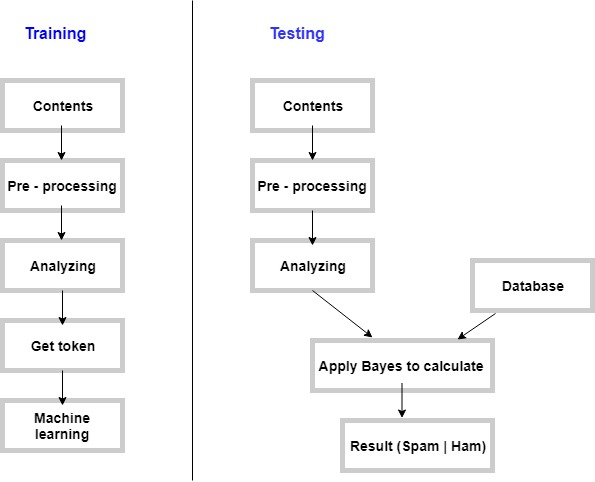 Training
Contents
Pre - processing
Analyzing
Get token
Machine
learning
Testing
Contents
Pre - processing
Analyzing
Database
Apply Bayes to calculate
Result (Spam | Ham)